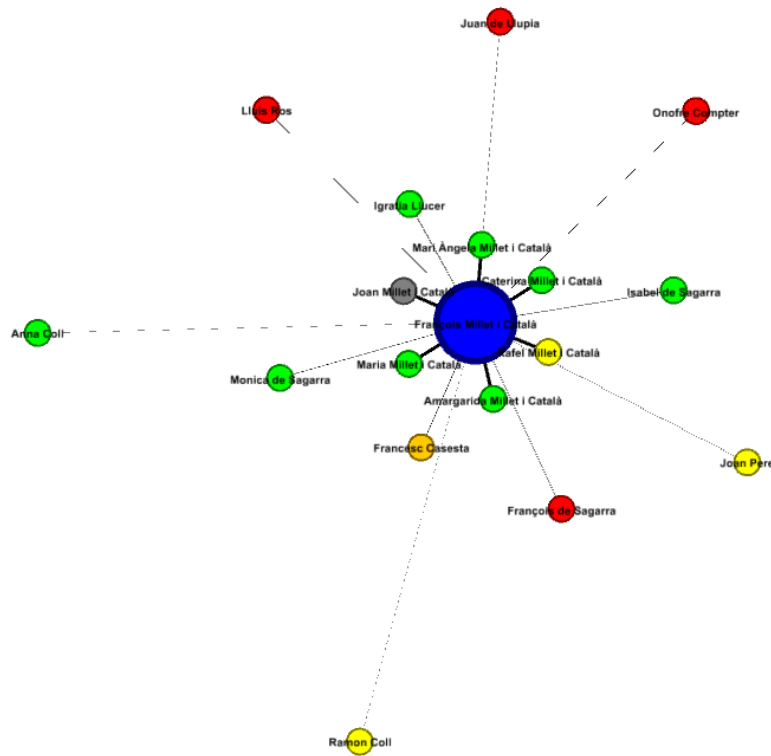 Juan de Llupia
Lluis Ros
Onofre Compter
Igratia Llucer
Mari Àngela Millet i Català
Caterina Millet i Català
Joan Millet i Català
Isabel de Sagarra
François Millet i Català
Anna Coll
Rafel Millet i Català
Maria Millet i Català
Monica de Sagarra
Amargarida Millet i Català
Francesc Casesta
Joan Pere
François de Sagarra
Ramon Coll